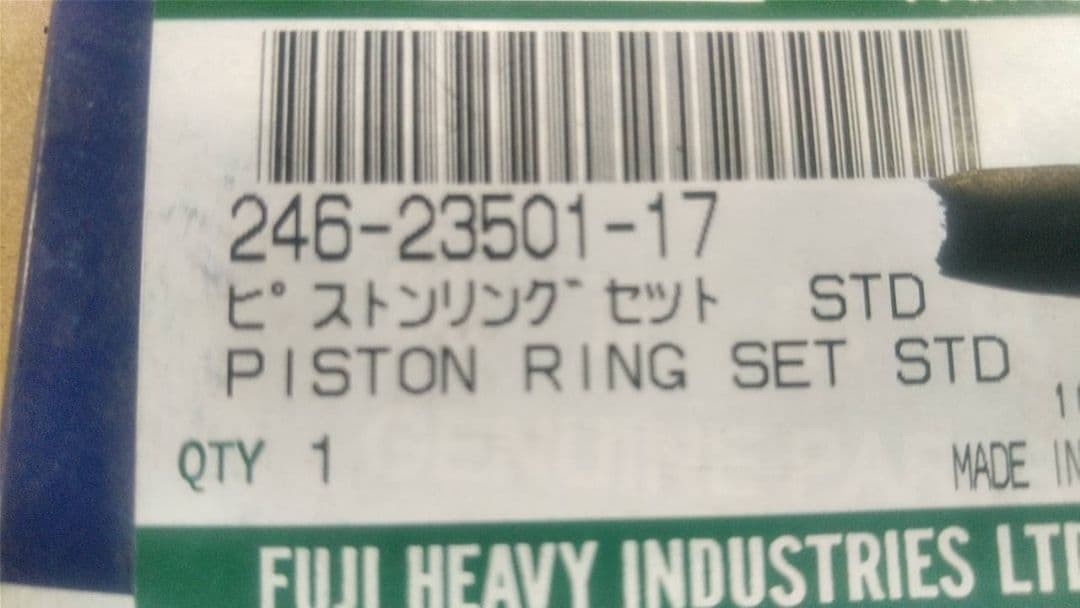 246-23501-17
ピストンリング セット STD
PISTON RING SET STD
QTY 1
MADE IN
FUJI HEAVY INDUSTRIES LTD